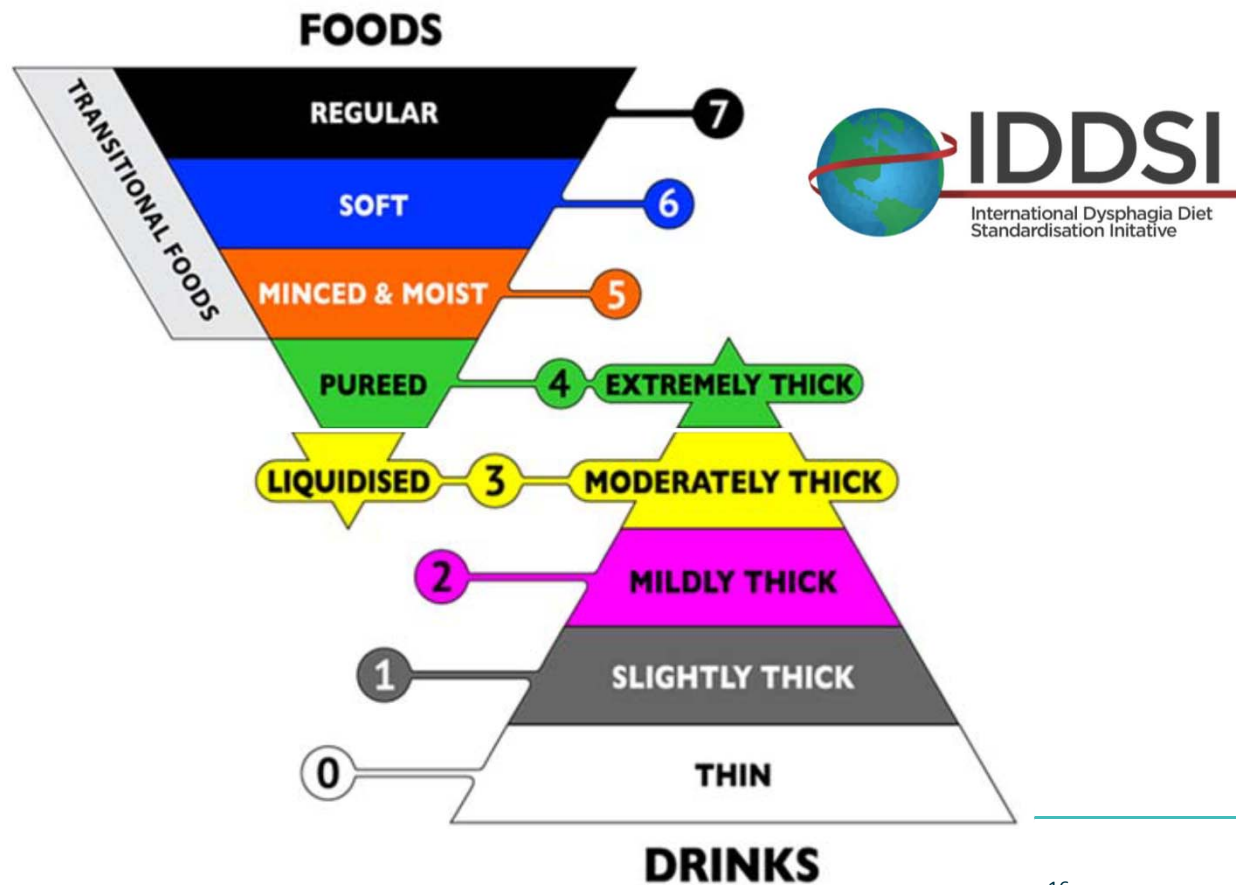 FOODS
TRANSITIONAL FOODS
REGULAR
7
SOFT
6
MINCED & MOIST
5
PUREED
4
EXTREMELY THICK
LIQUIDISED
3
MODERATELY THICK
2
MILDLY THICK
1
SLIGHTLY THICK
0
THIN
DRINKS
IDDSI
International Dysphagia Diet
Standardisation Initative